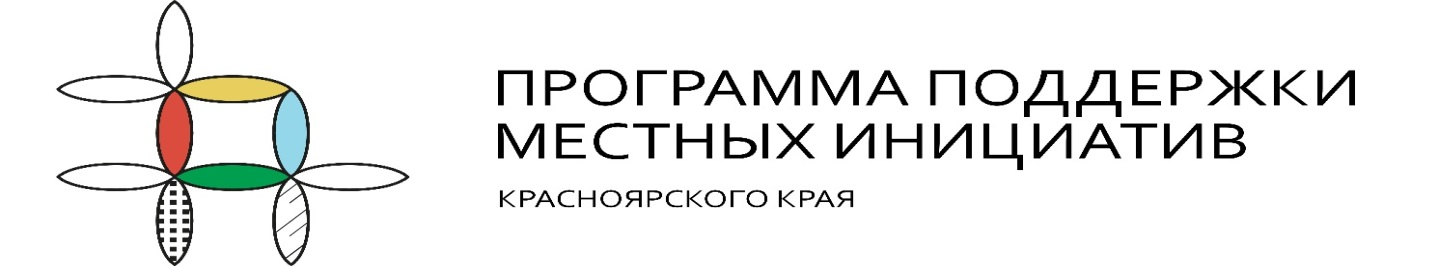 ПРОГРАММА ПОДДЕРЖКИ
МЕСТНЫХ ИНИЦИАТИВ
КРАСНОЯРСКОГО КРАЯ